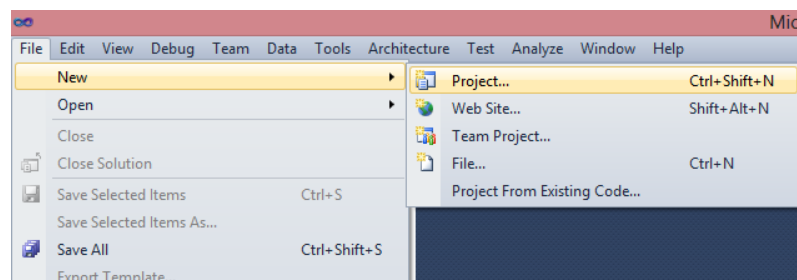 Mic
File Edit View Debug Team Data Tools Architecture Test Analyze Window Help
New
Project... Ctrl+Shift+N
Open
Web Site... Shift+Alt+N
Close
Team Project...
Close Solution
File... Ctrl+N
Save Selected Items Ctrl+S
Project From Existing Code...
Save Selected Items As...
Save All Ctrl+Shift+S
Export Template...